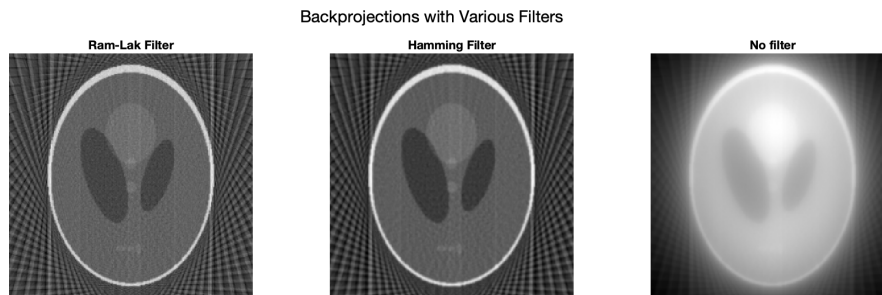 Backprojections with Various Filters
Ram-Lak Filter
Hamming Filter
No filter